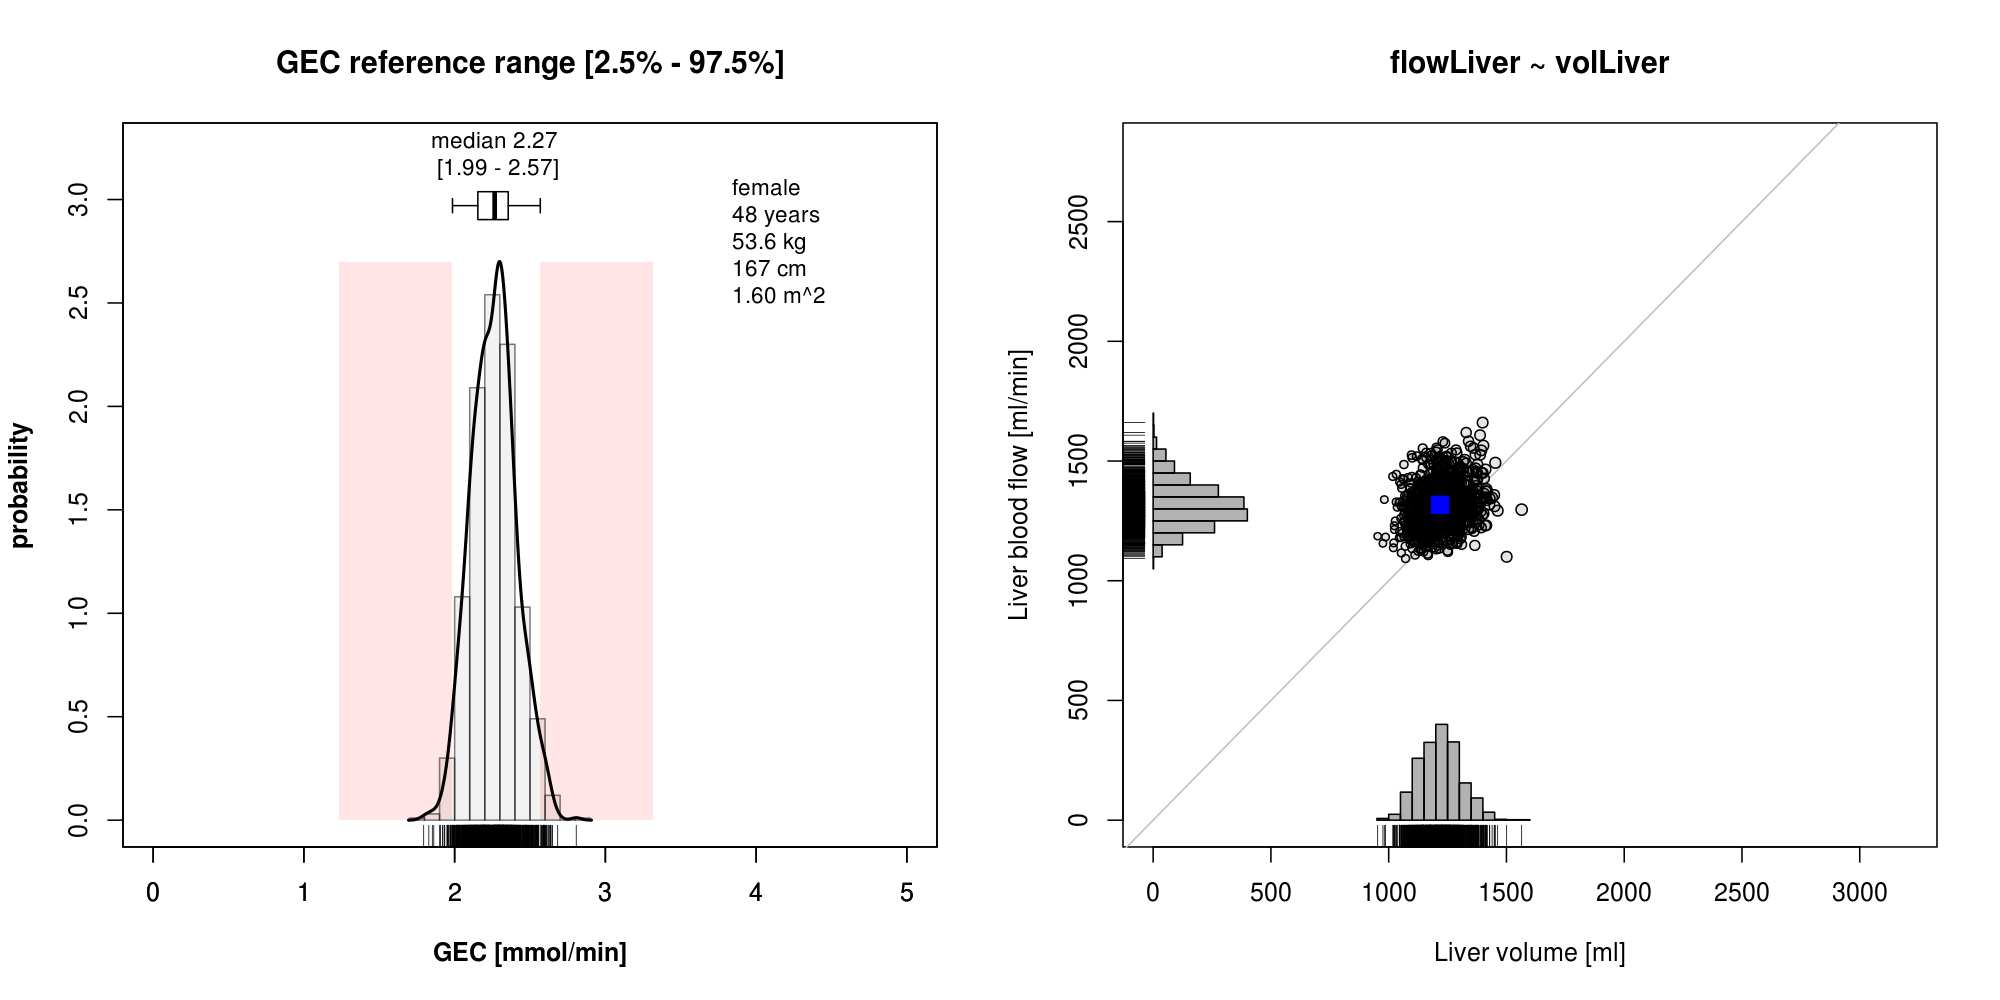 GEC reference range [2.5% - 97.5%]
median 2.27
[1.99 - 2.57]
female
48 years
53.6 kg
167 cm
1.60 m^2
probability
3.0
2.5
2.0
1.5
1.0
0.5
0.0
0 1 2 3 4 5
GEC [mmol/min]
flowLiver ~ volLiver
Liver blood flow [ml/min]
2500
2000
1500
1000
500
0
0 500 1000 1500 2000 2500 3000
Liver volume [ml]